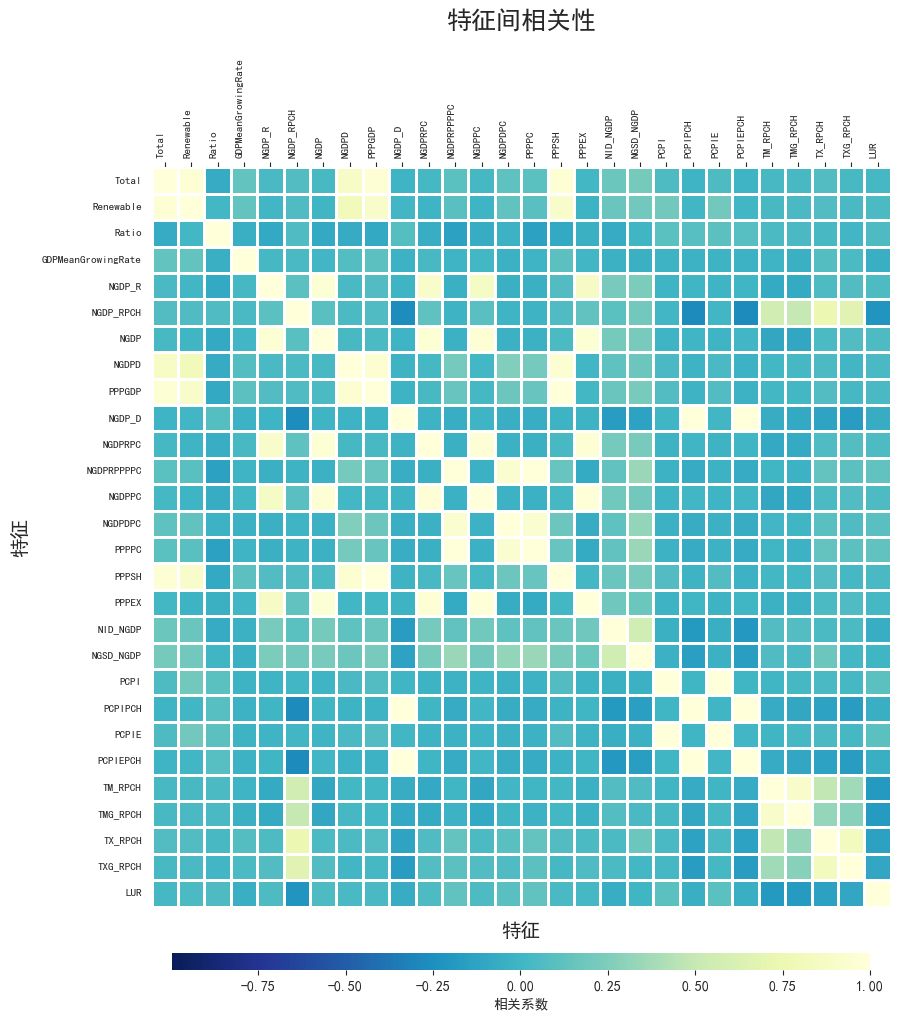 特征间相关性
Total
Renewable
Ratio
GDPMeanGrowingRate
NGDP_R
NGDP_RPCH
NGDP
NGDPD
PPPGDP
NGDP_D
NGDPRPC
NGDPRPPPPC
NGDPPC
NGDPDPC
PPPPC
PPPSH
PPPEX
NID_NGDP
NGSD_NGDP
PCPI
PCPIPCH
PCPIE
PCPIEPCH
TM_RPCH
TMG_RPCH
TX_RPCH
TXG_RPCH
LUR
特征
Total
Renewable
Ratio
GDPMeanGrowingRate
NGDP_R
NGDP_RPCH
NGDP
NGDPD
PPPGDP
NGDP_D
NGDPRPC
NGDPRPPPPC
NGDPPC
NGDPDPC
PPPPC
PPPSH
PPPEX
NID_NGDP
NGSD_NGDP
PCPI
PCPIPCH
PCPIE
PCPIEPCH
TM_RPCH
TMG_RPCH
TX_RPCH
TXG_RPCH
LUR
特征
−0.75 −0.50 −0.25 0.00 0.25 0.50 0.75 1.00
相关系数